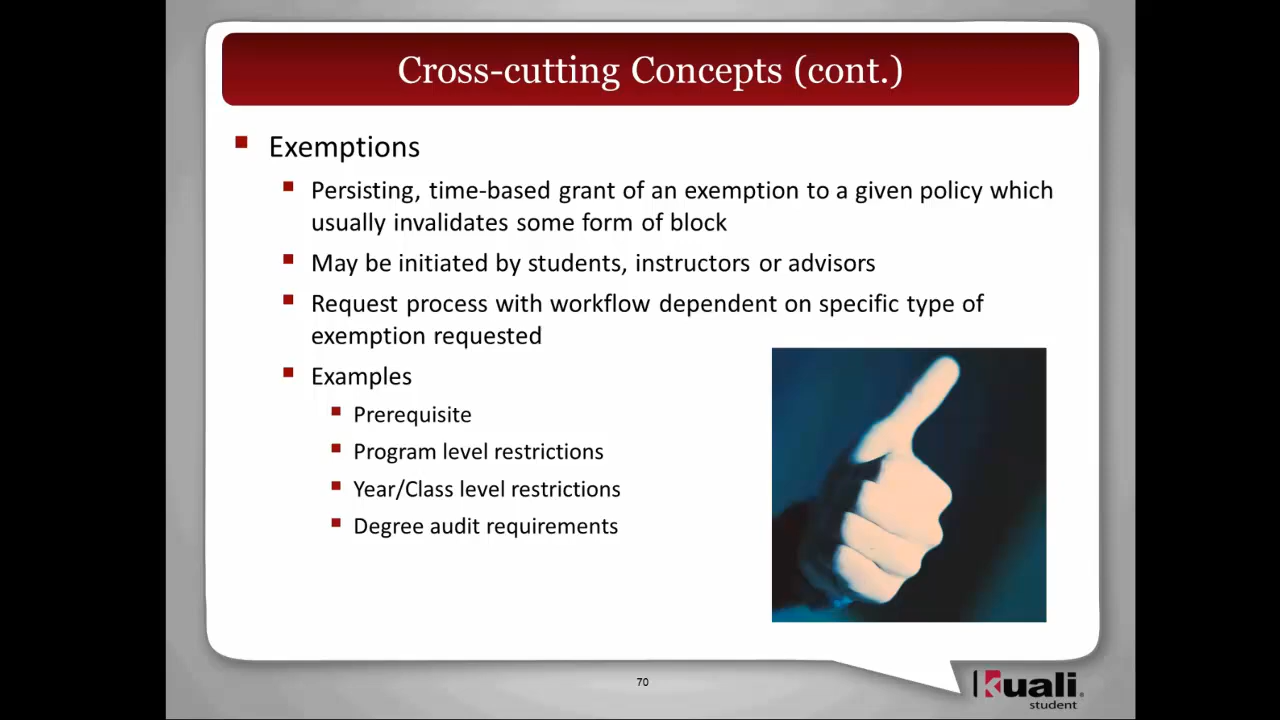 Cross-cutting Concepts (cont.)
Exemptions
Persisting, time-based grant of an exemption to a given policy which
usually invalidates some form of block
May be initiated by students, instructors or advisors
Request process with workflow dependent on specific type of
exemption requested
Examples
Prerequisite
Program level restrictions
Year/Class level restrictions
Degree audit requirements
70
kuali®
student